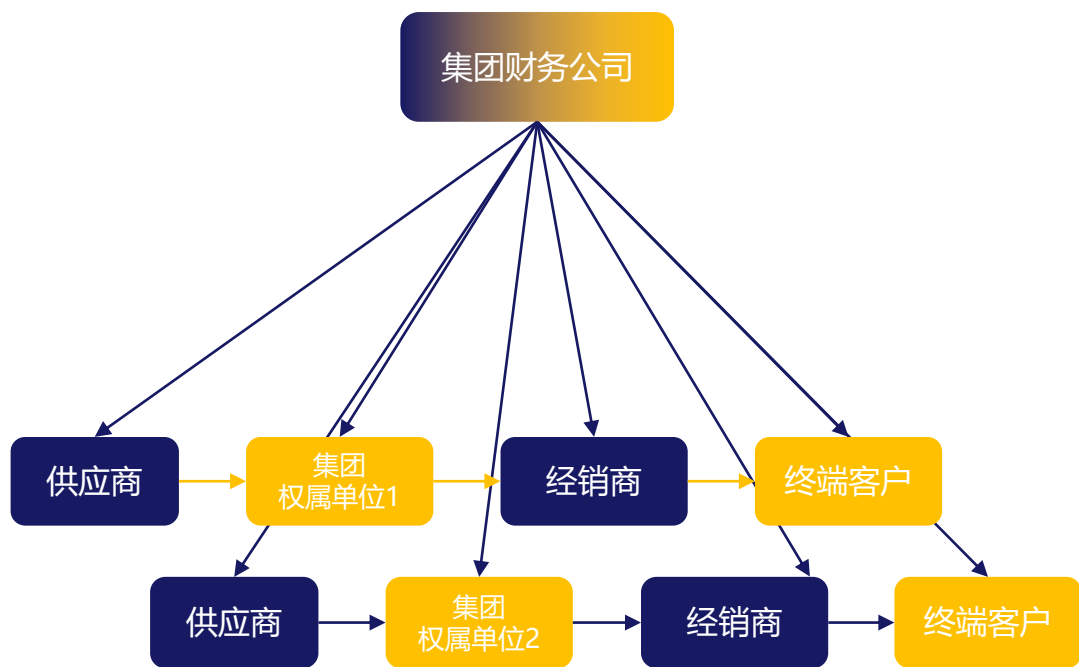 集团财务公司
供应商
集团
权属单位1
经销商
终端客户
供应商
集团
权属单位2
经销商
终端客户